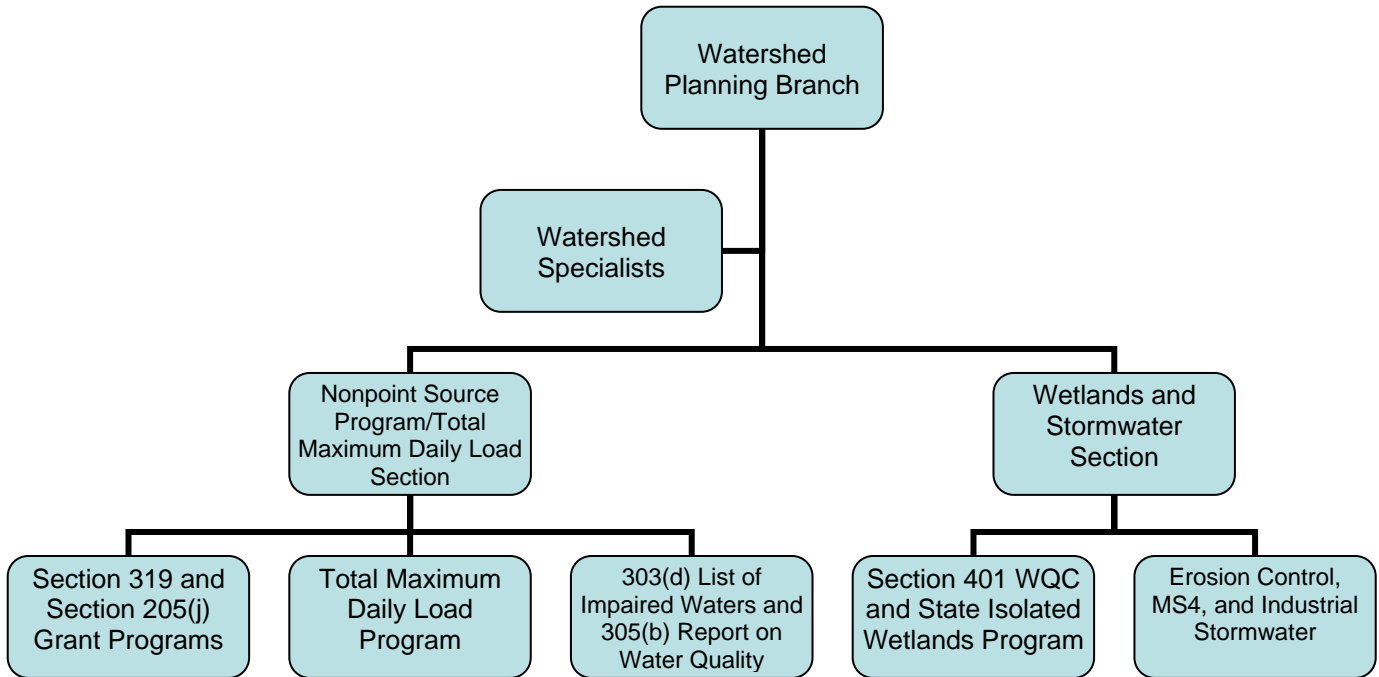 Watershed
Planning Branch
Watershed
Specialists
Nonpoint Source
Program/Total
Maximum Daily Load
Section
Wetlands and
Stormwater
Section
Section 319 and
Section 205(j)
Grant Programs
Total Maximum
Daily Load
Program
303(d) List of
Impaired Waters and
305(b) Report on
Water Quality
Section 401 WQC
and State Isolated
Wetlands Program
Erosion Control,
MS4, and Industrial
Stormwater